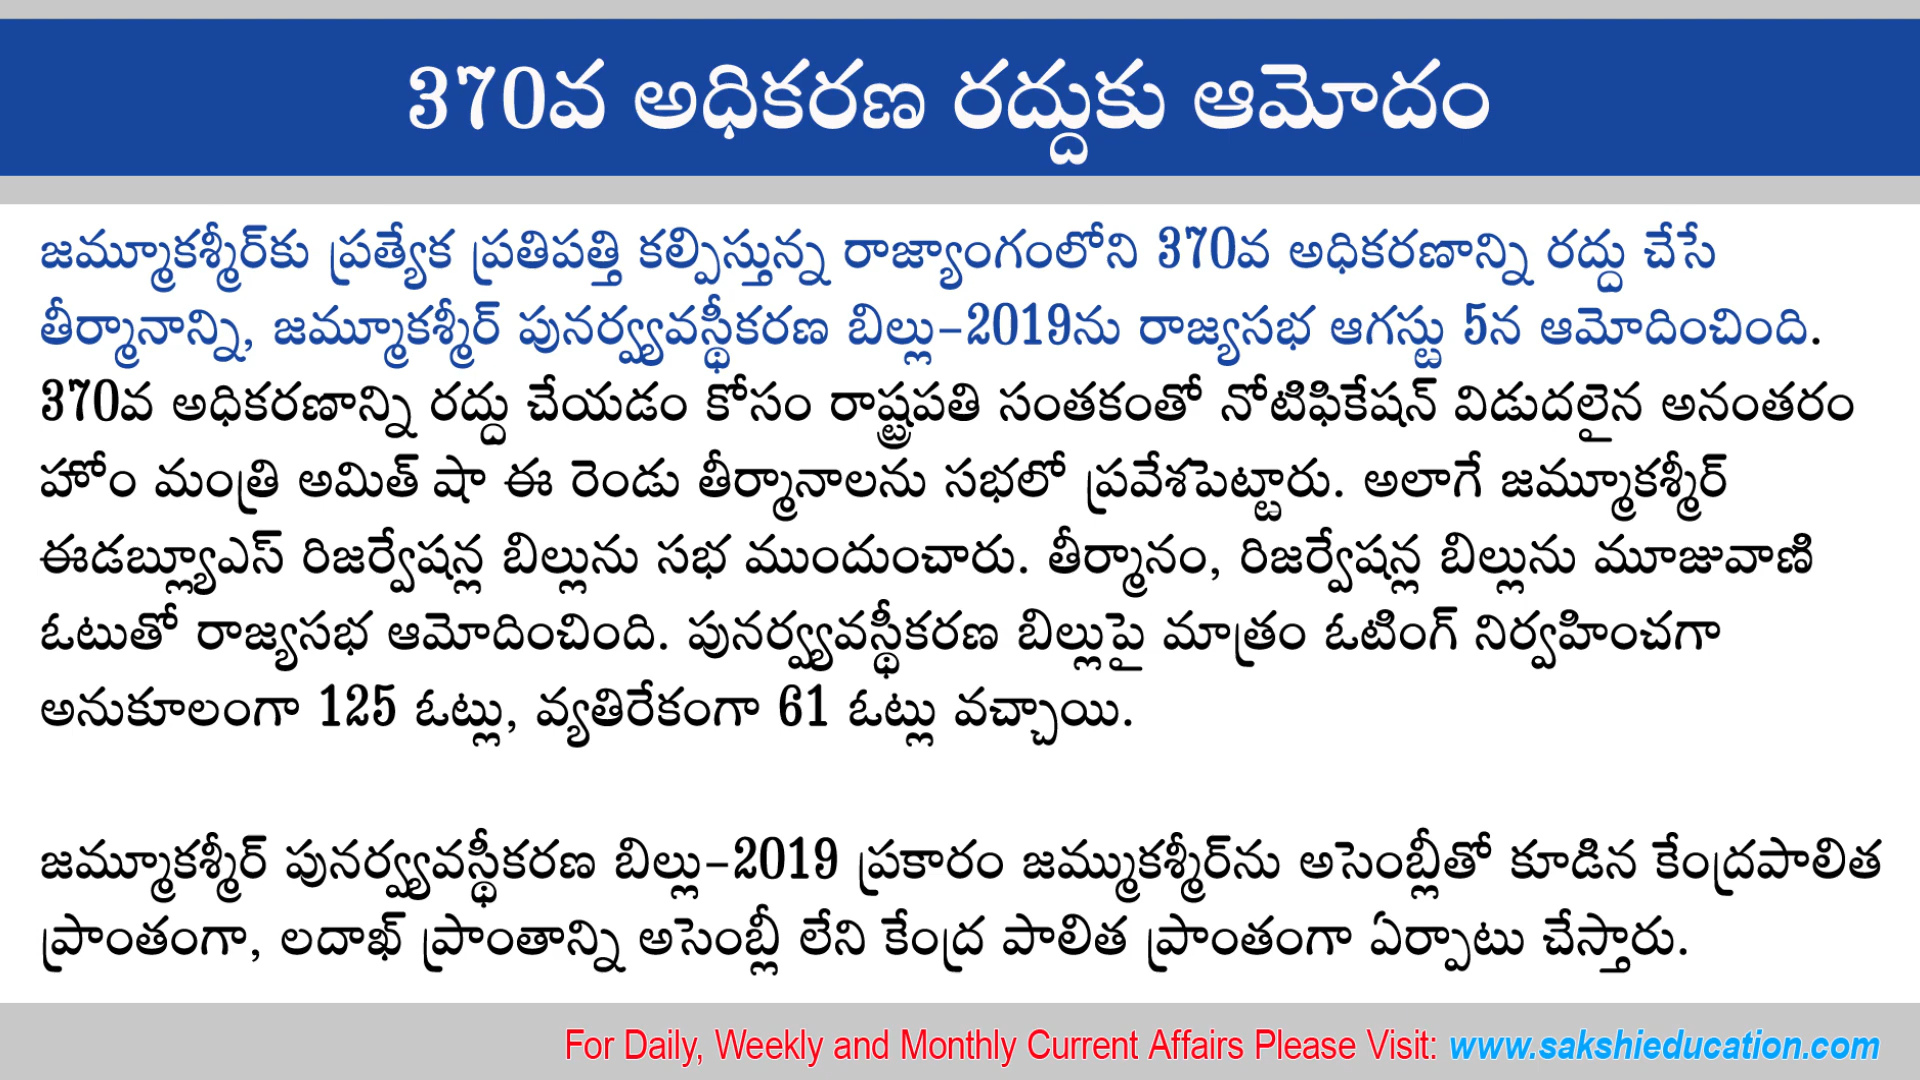 370వ అధికరణ రద్దుకు ఆమోదం
జమ్మూకశ్మీర్‌కు ప్రత్యేక ప్రతిపత్తి కల్పిస్తున్న రాజ్యాంగంలోని 370వ అధికరణాన్ని రద్దు చేసే
తీర్మానాన్ని, జమ్మూకశ్మీర్ పునర్వ్యవస్థీకరణ బిల్లు-2019ను రాజ్యసభ ఆగస్టు 5న ఆమోదించింది.
370వ అధికరణాన్ని రద్దు చేయడం కోసం రాష్ట్రపతి సంతకంతో నోటిఫికేషన్ విడుదలైన అనంతరం
హోం మంత్రి అమిత్ షా ఈ రెండు తీర్మానాలను సభలో ప్రవేశపెట్టారు. అలాగే జమ్మూకశ్మీర్
ఈడబ్ల్యూఎస్ రిజర్వేషన్ల బిల్లును సభ ముందుంచారు. తీర్మానం, రిజర్వేషన్ల బిల్లును మూజువాణి
ఓటుతో రాజ్యసభ ఆమోదించింది. పునర్వ్యవస్థీకరణ బిల్లుపై మాత్రం ఓటింగ్ నిర్వహించగా
అనుకూలంగా 125 ఓట్లు, వ్యతిరేకంగా 61 ఓట్లు వచ్చాయి.
జమ్మూకశ్మీర్ పునర్వ్యవస్థీకరణ బిల్లు-2019 ప్రకారం జమ్ముకశ్మీర్‌ను అసెంబ్లీతో కూడిన కేంద్రపాలిత
ప్రాంతంగా, లదాఖ్ ప్రాంతాన్ని అసెంబ్లీ లేని కేంద్ర పాలిత ప్రాంతంగా ఏర్పాటు చేస్తారు.
For Daily, Weekly and Monthly Current Affairs Please Visit: www.sakshieducation.com